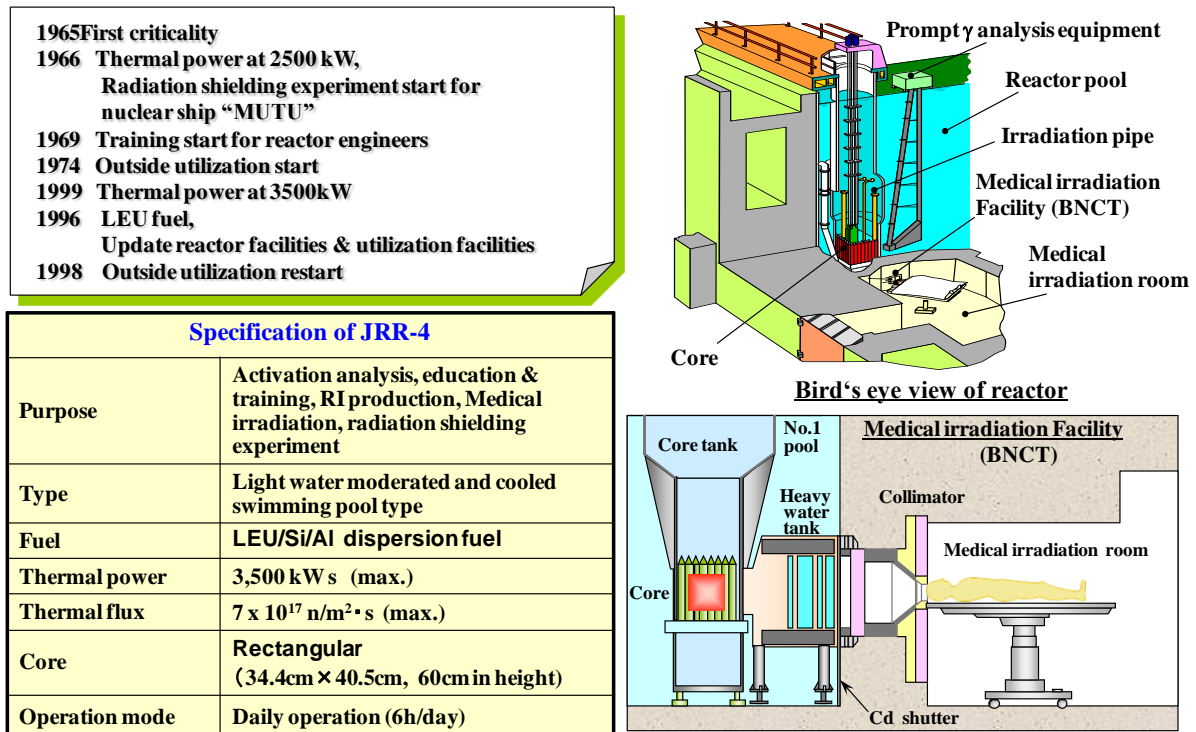 1965First criticality
1966 Thermal power at 2500 kW,
Radiation shielding experiment start for
nuclear ship “MUTU”
1969 Training start for reactor engineers
1974 Outside utilization start
1999 Thermal power at 3500kW
1996 LEU fuel,
Update reactor facilities & utilization facilities
1998 Outside utilization restart
Specification of JRR-4
Purpose
Activation analysis, education &
training, RI production, Medical
irradiation, radiation shielding
experiment
Type
Light water moderated and cooled
swimming pool type
Fuel
LEU/Si/Al dispersion fuel
Thermal power
3,500 kW s (max.)
Thermal flux
7 x 10¹⁷ n/m²・s (max.)
Core
Rectangular
(34.4cm×40.5cm, 60cm in height)
Operation mode
Daily operation (6h/day)
Prompt γ analysis equipment
Reactor pool
Irradiation pipe
Medical irradiation
Facility (BNCT)
Medical
irradiation room
Core
Bird‘s eye view of reactor
No.1
pool
Medical irradiation Facility
(BNCT)
Core tank
Heavy
water
tank
Collimator
Medical irradiation room
Core
Cd shutter